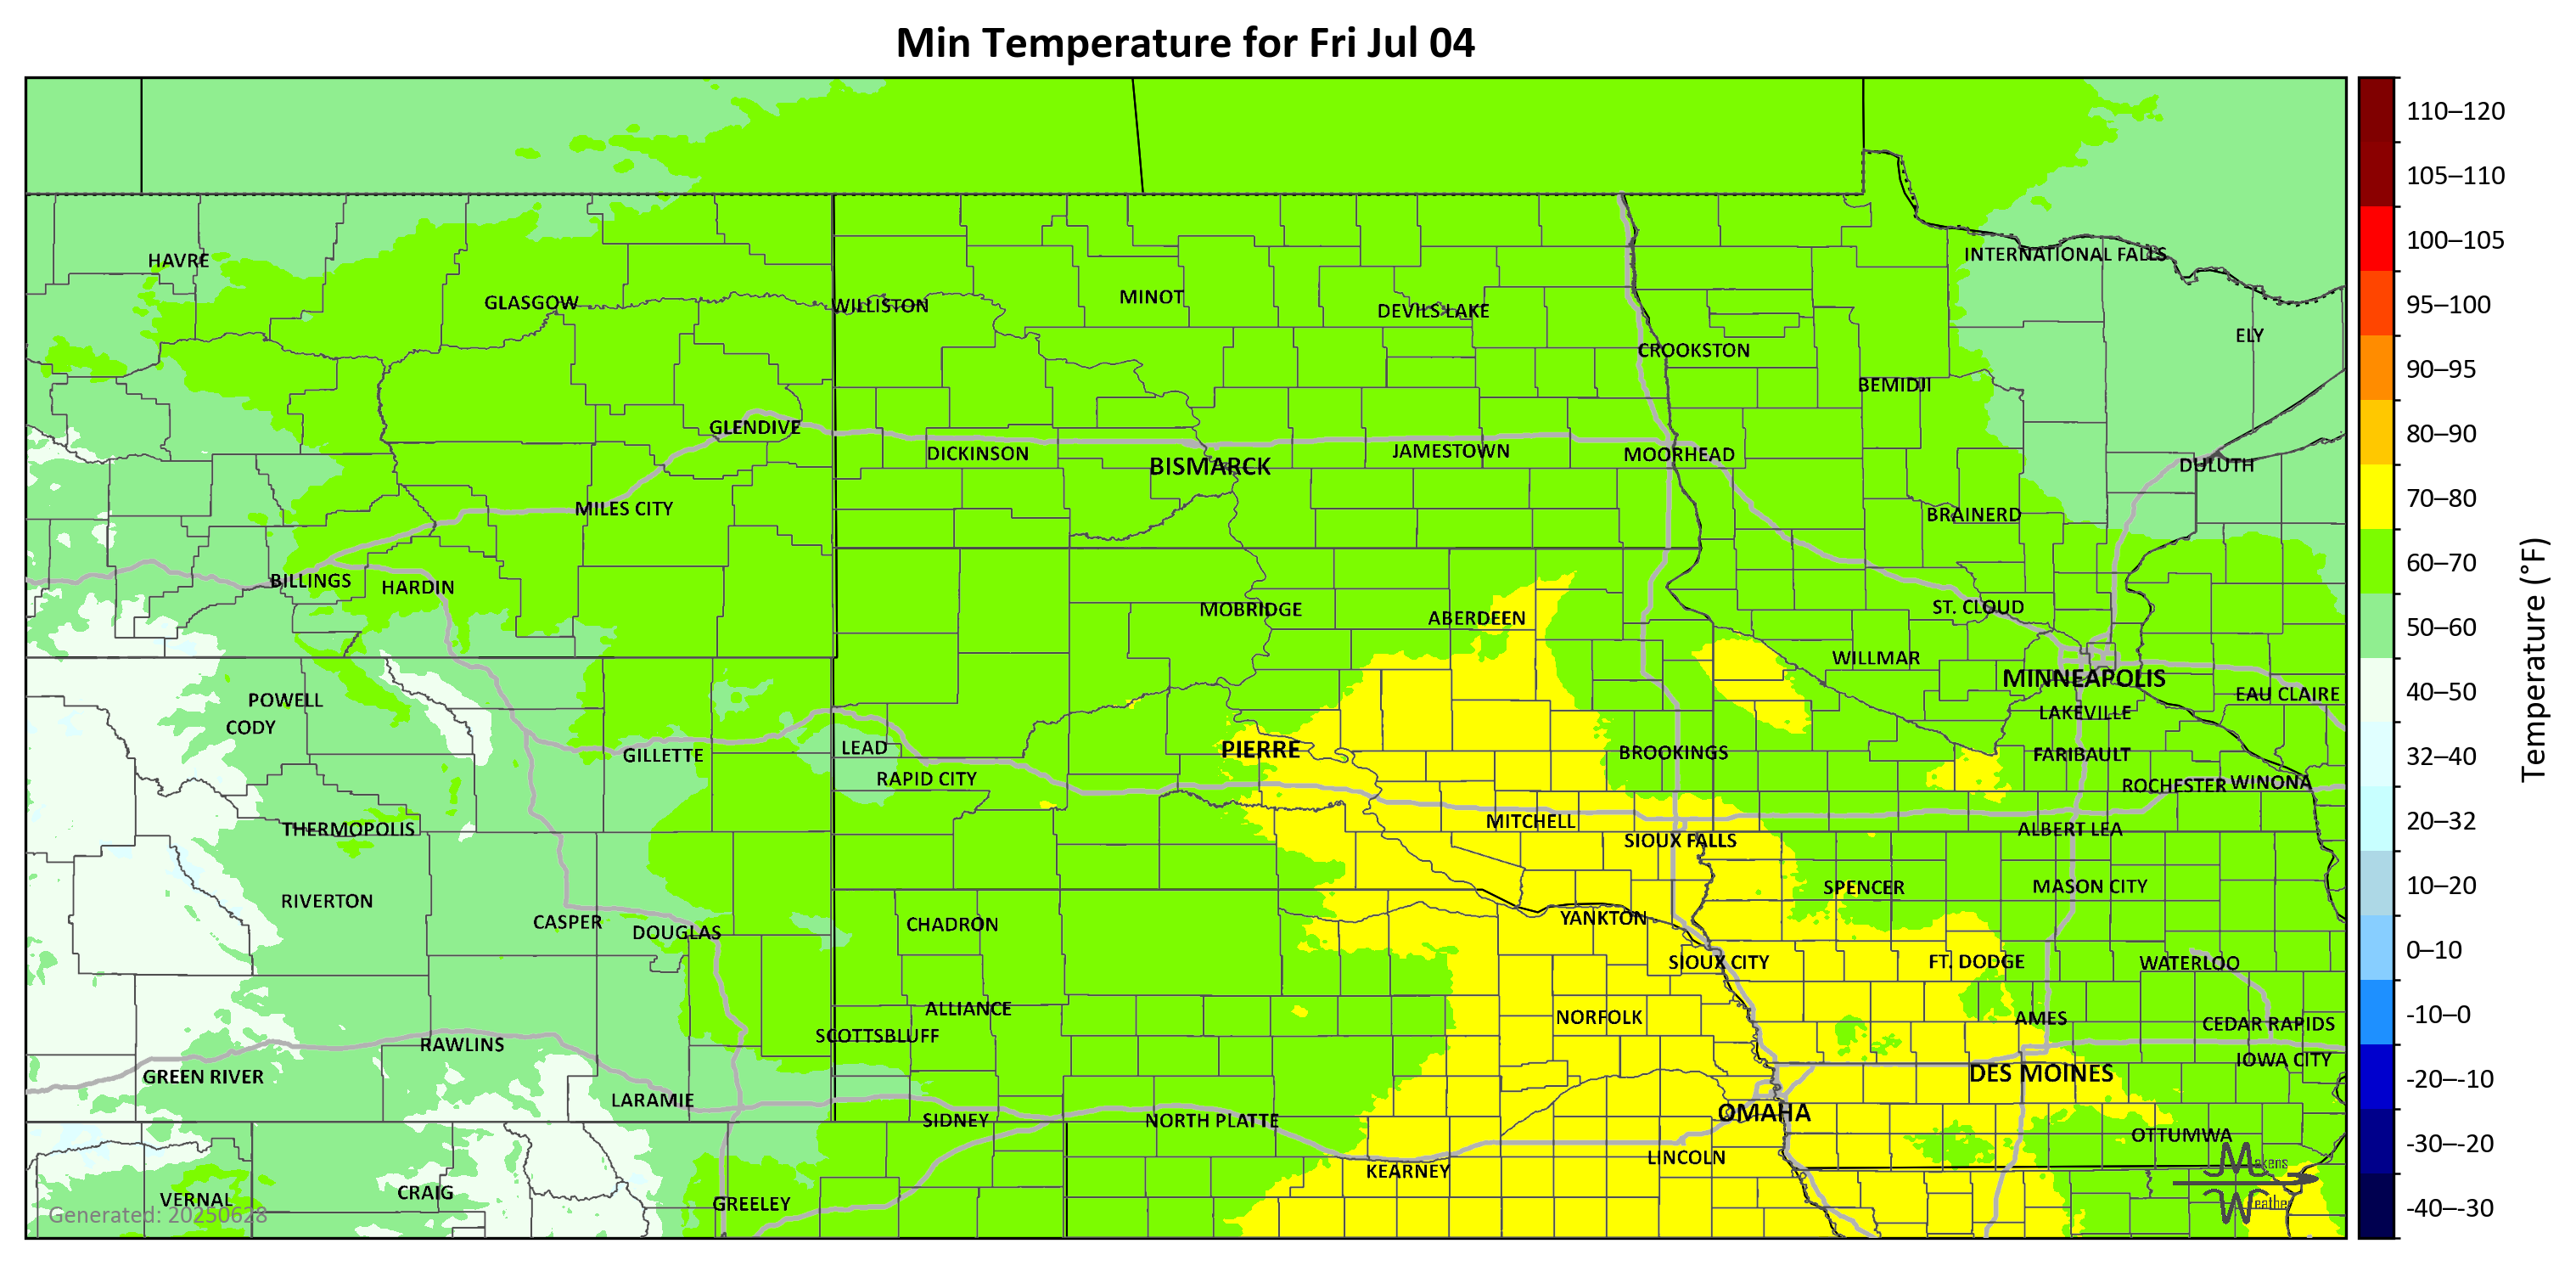 Min Temperature for Fri Jul 04
110–120
105–110
100–105
95–100
90–95
80–90
70–80
60–70
50–60
40–50
32–40
20–32
10–20
0–10
-10–0
-20–-10
-30–-20
-40–-30
Temperature (°F)
HAVRE
INTERNATIONAL FALLS
GLASGOW
WILLISTON
MINOT
DEVILS LAKE
ELY
CROOKSTON
BEMIDJI
GLENDIVE
DICKINSON
BISMARCK
JAMESTOWN
MOORHEAD
DULUTH
MILES CITY
BRAINERD
BILLINGS
HARDIN
MOBRIDGE
ABERDEEN
ST. CLOUD
WILLMAR
MINNEAPOLIS
EAU CLAIRE
POWELL
CODY
LAKEVILLE
GILLETTE
LEAD
PIERRE
BROOKINGS
FARIBAULT
RAPID CITY
ROCHESTER
WINONA
THERMOPOLIS
MITCHELL
SIOUX FALLS
ALBERT LEA
RIVERTON
SPENCER
MASON CITY
CASPER
DOUGLAS
CHADRON
YANKTON
SIOUX CITY
FT. DODGE
WATERLOO
ALLIANCE
NORFOLK
AMES
CEDAR RAPIDS
SCOTTSBLUFF
RAWLINS
IOWA CITY
GREEN RIVER
DES MOINES
LARAMIE
OMAHA
SIDNEY
NORTH PLATTE
OTTUMWA
LINCOLN
KEARNEY
VERNAL
CRAIG
GREELEY
Generated: 20250628
Makens
Weather